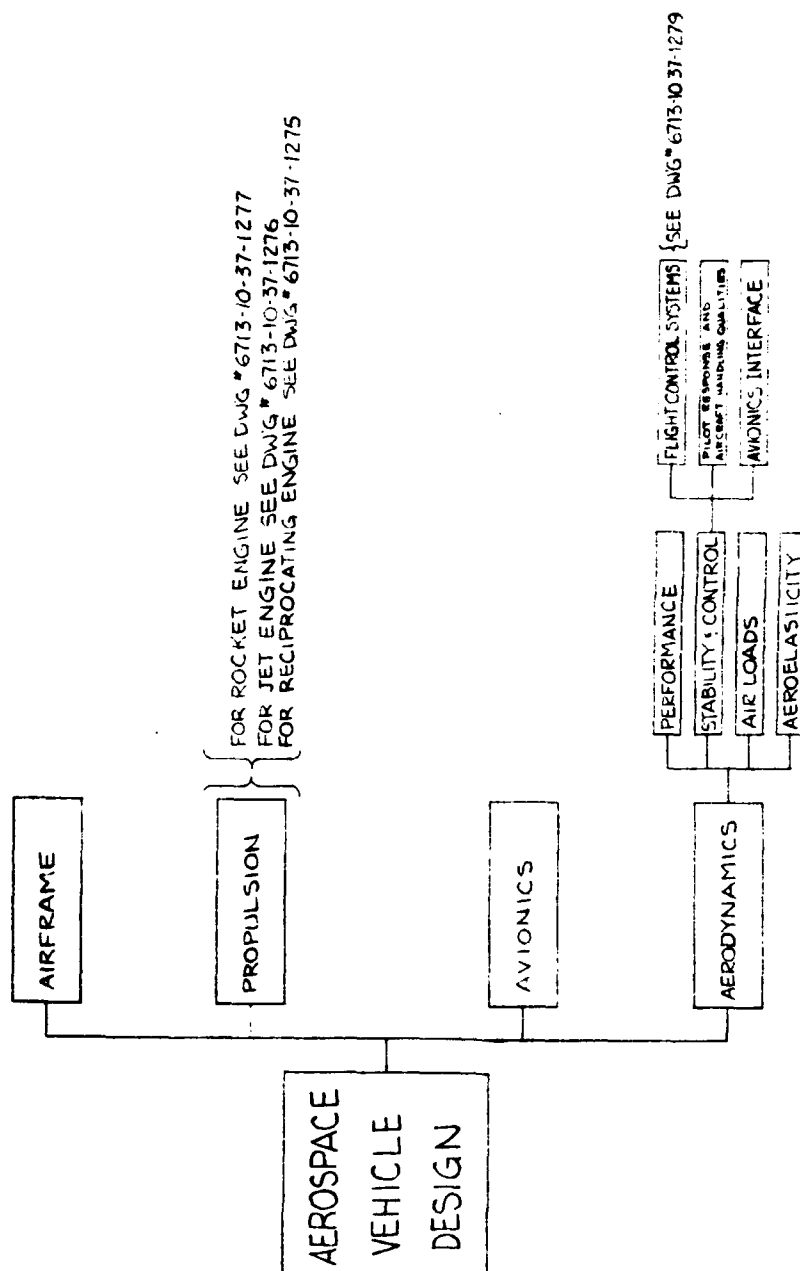 AEROSPACE
VEHICLE
DESIGN
AIRFRAME
PROPULSION
FOR ROCKET ENGINE SEE DWG # 6713-10-37-1277
FOR JET ENGINE SEE DWG # 6713-10-37-1276
FOR RECIPROCATING ENGINE SEE DWG # 6713-10-37-1275
AVIONICS
AERODYNAMICS
PERFORMANCE
STABILITY & CONTROL
AIR LOADS
AEROELASTICITY
FLIGHT CONTROL SYSTEMS {SEE DWG # 6713-10 37-1279
PILOT RESPONSE AND
AIRCRAFT HANDLING QUALITIES
AVIONICS INTERFACE